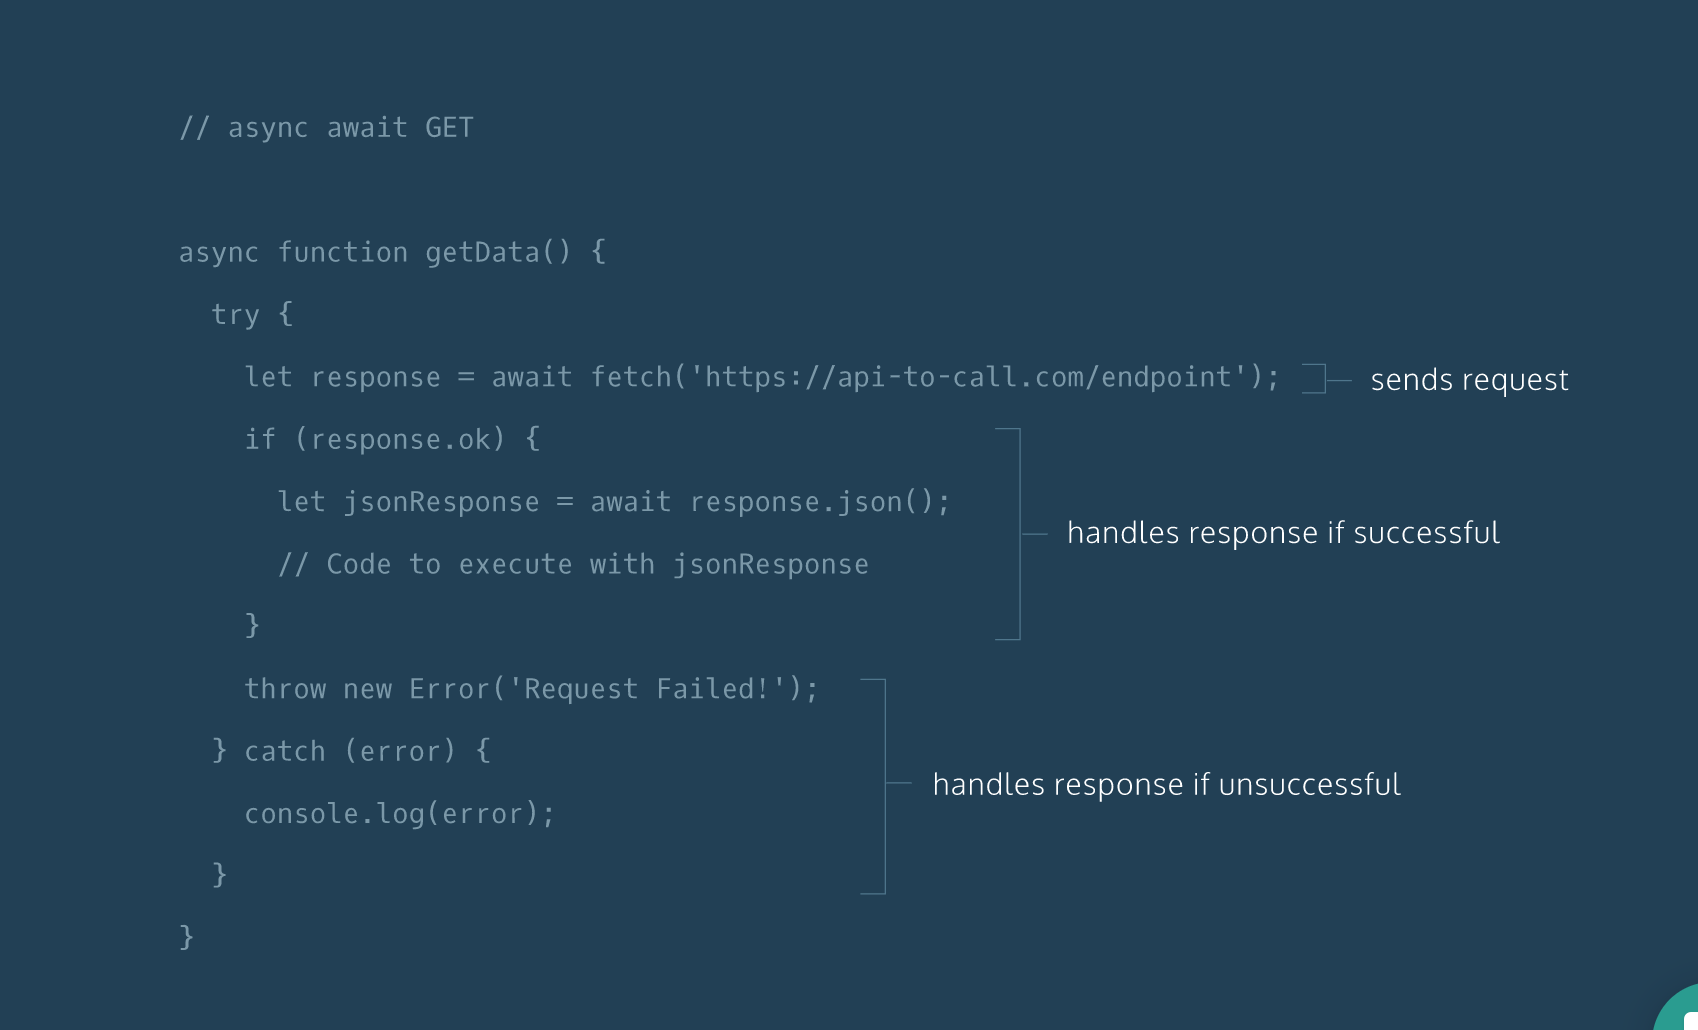 // async await GET
async function getData() {
try {
let response = await fetch('https://api-to-call.com/endpoint');
sends request
if (response.ok) {
let jsonResponse = await response.json();
// Code to execute with jsonResponse
}
handles response if successful
throw new Error('Request Failed!');
} catch (error) {
console.log(error);
}
handles response if unsuccessful
}